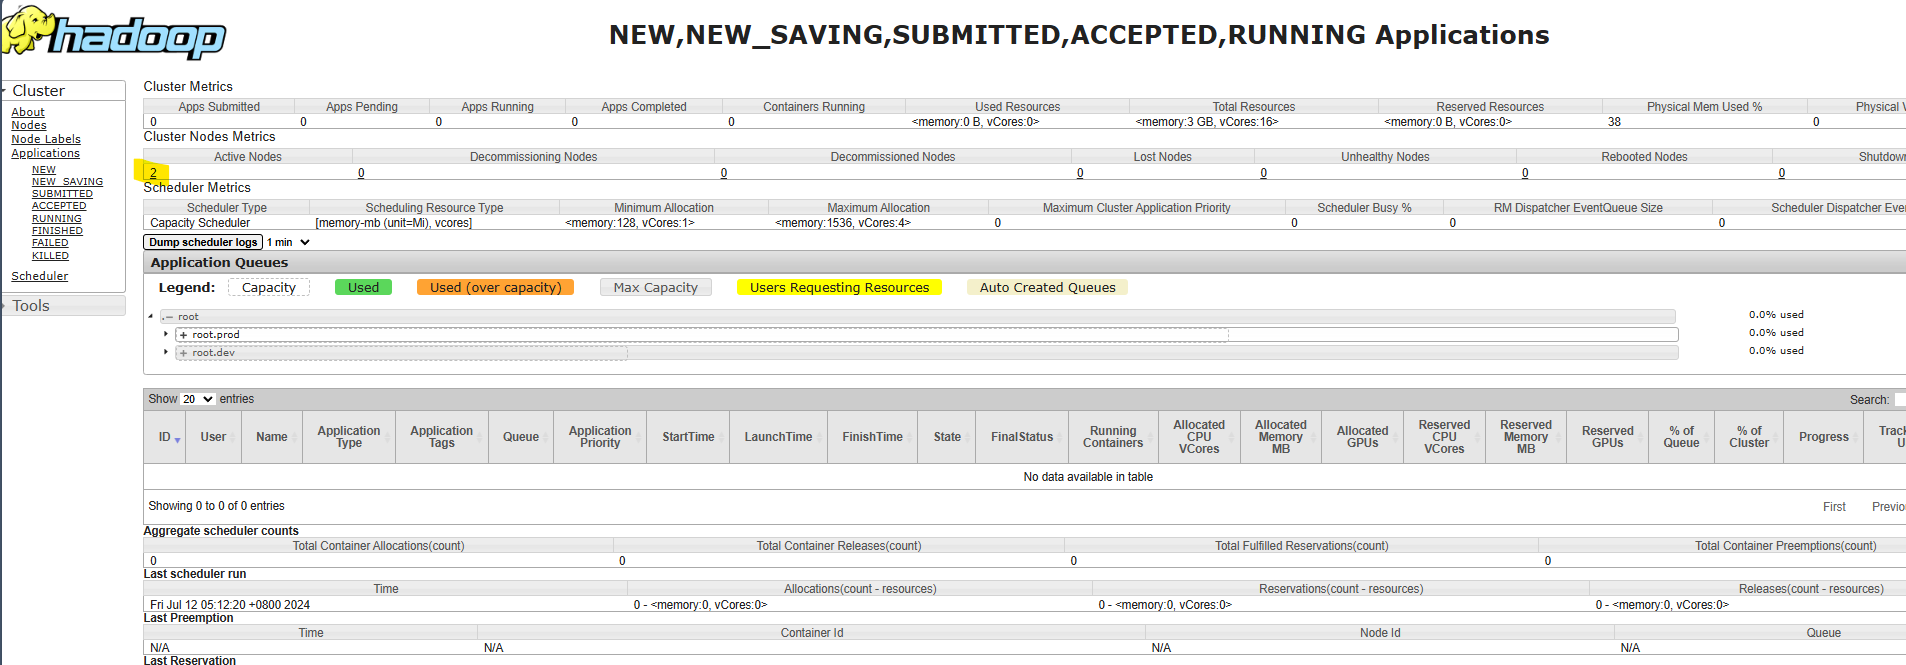 hadoop
NEW,NEW_SAVING,SUBMITTED,ACCEPTED,RUNNING Applications
Cluster
About
Nodes
Node Labels
Applications
NEW
NEW_SAVING
SUBMITTED
ACCEPTED
RUNNING
FINISHED
FAILED
KILLED
Scheduler
Tools
Cluster Metrics
Apps Submitted Apps Pending Apps Running Apps Completed Containers Running Used Resources Total Resources Reserved Resources Physical Mem Used % Physical V
0 0 0 0 0 <memory:0 B, vCores:0> <memory:3 GB, vCores:16> <memory:0 B, vCores:0> 38 0
Cluster Nodes Metrics
Active Nodes Decommissioning Nodes Decommissioned Nodes Lost Nodes Unhealthy Nodes Rebooted Nodes Shutdow
2 0 0 0 0 0 0
Scheduler Metrics
Scheduler Type Scheduling Resource Type Minimum Allocation Maximum Allocation Maximum Cluster Application Priority Scheduler Busy % RM Dispatcher EventQueue Size Scheduler Dispatcher Eve
Capacity Scheduler [memory-mb (unit=Mi), vcores] <memory:128, vCores:1> <memory:1536, vCores:4> 0 0 0 0
Dump scheduler logs 1 min
Application Queues
Legend: Capacity Used Used (over capacity) Max Capacity Users Requesting Resources Auto Created Queues
.– root 0.0% used
+ root.prod 0.0% used
+ root.dev 0.0% used
Show 20 entries Search:
ID User Name Application Type Application Tags Queue Application Priority StartTime LaunchTime FinishTime State FinalStatus Running Containers Allocated CPU VCores Allocated Memory MB Allocated GPUs Reserved CPU VCores Reserved Memory MB Reserved GPUs % of Queue % of Cluster Progress Track U
No data available in table
Showing 0 to 0 of 0 entries First Previo
Aggregate scheduler counts
Total Container Allocations(count) Total Container Releases(count) Total Fulfilled Reservations(count) Total Container Preemptions(count)
0 0 0 0
Last scheduler run
Time Allocations(count - resources) Reservations(count - resources) Releases(count - resources)
Fri Jul 12 05:12:20 +0800 2024 0 - <memory:0, vCores:0> 0 - <memory:0, vCores:0> 0 - <memory:0, vCores:0>
Last Preemption
Time Container Id Node Id Queue
N/A N/A N/A N/A
Last Reservation